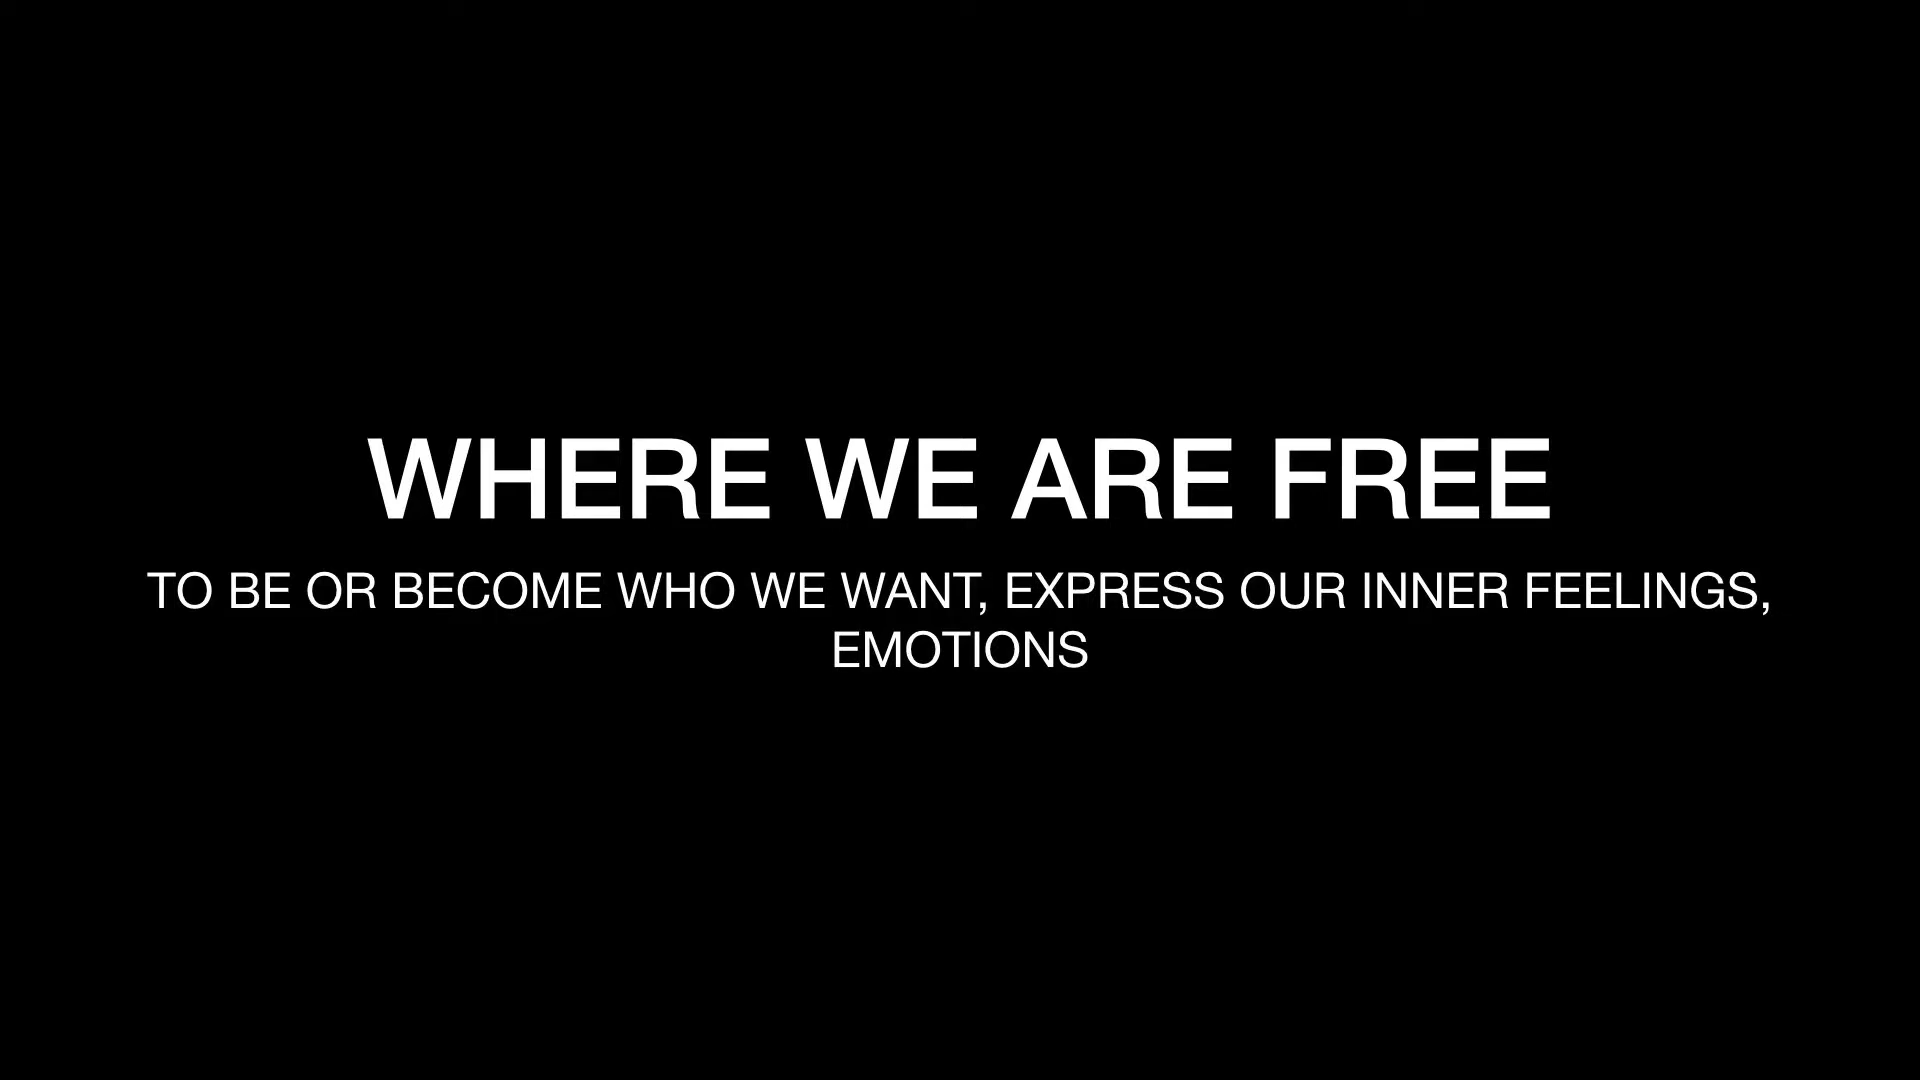 WHERE WE ARE FREE
TO BE OR BECOME WHO WE WANT, EXPRESS OUR INNER FEELINGS,
EMOTIONS